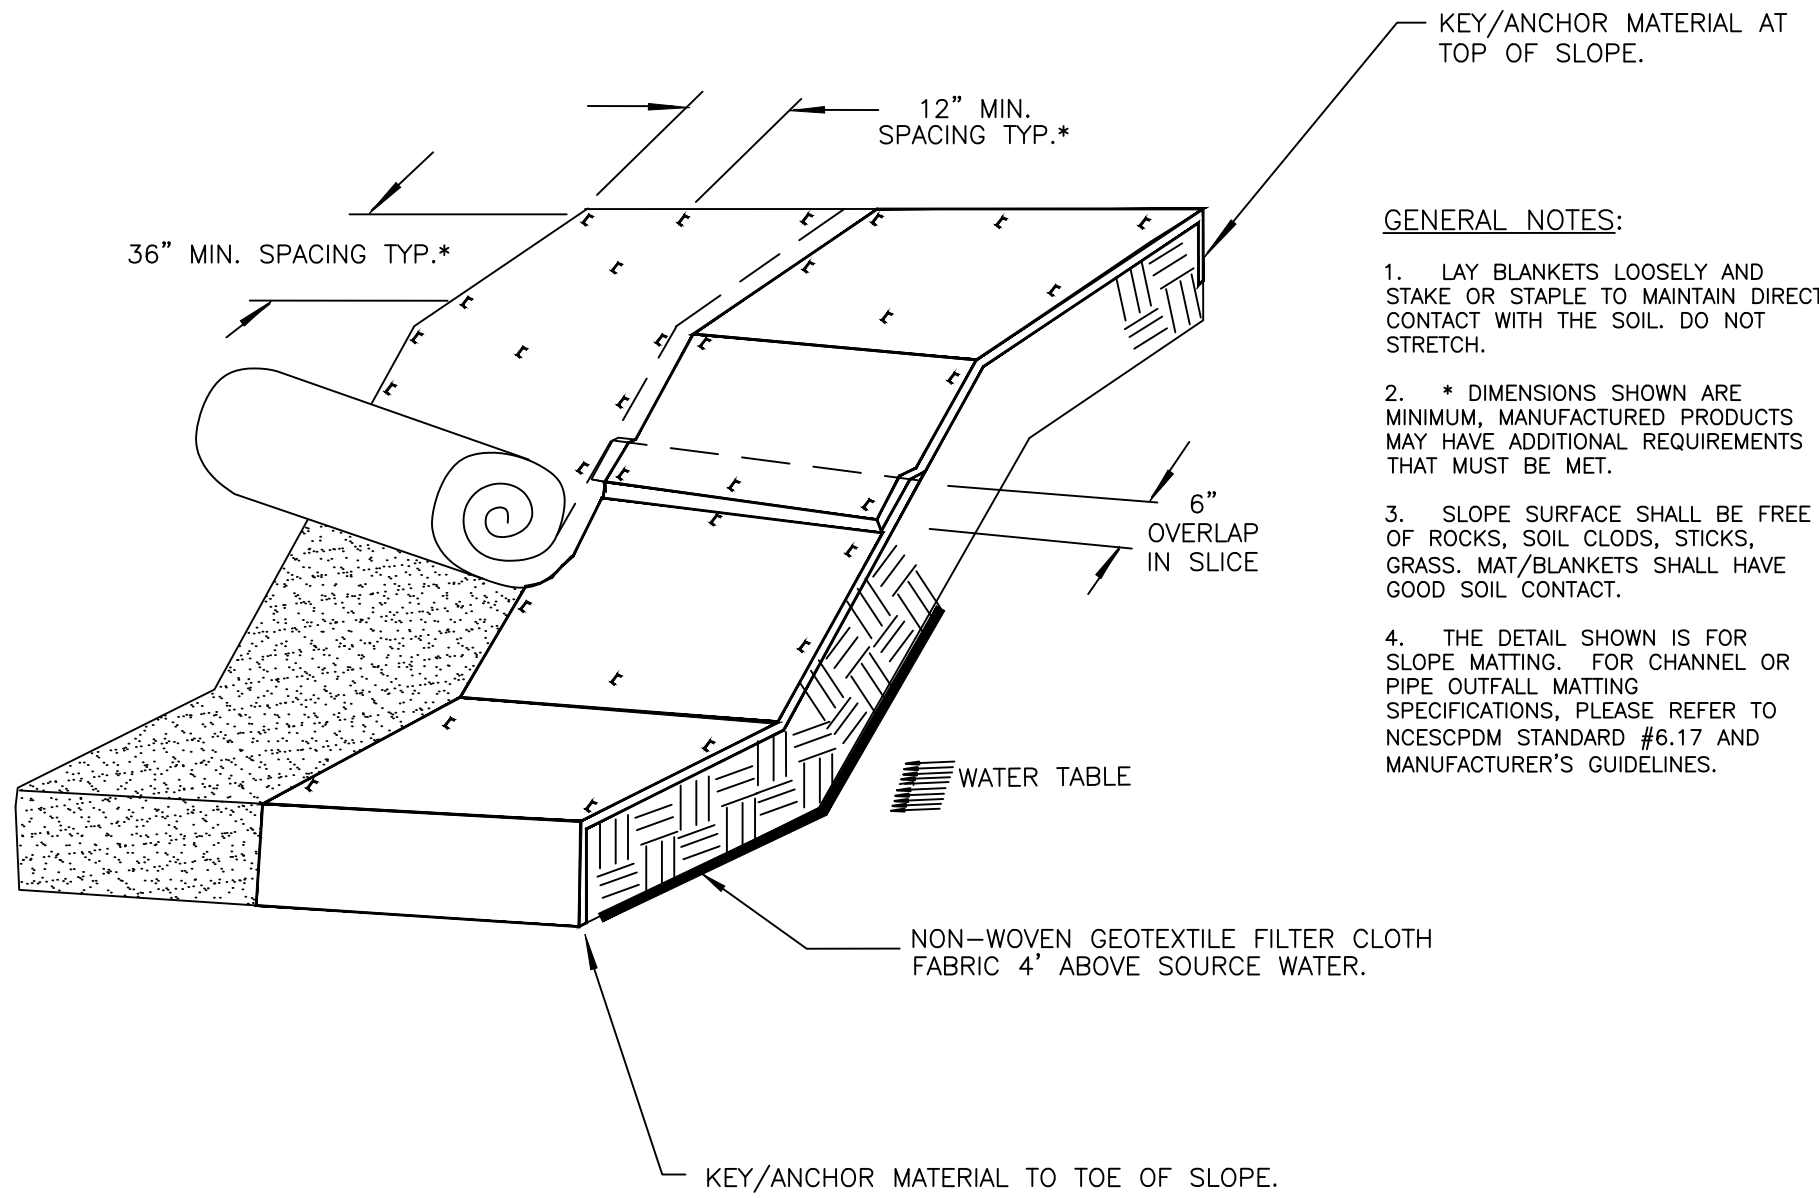 KEY/ANCHOR MATERIAL AT
TOP OF SLOPE.
12” MIN.
SPACING TYP.*
36” MIN. SPACING TYP.*
GENERAL NOTES:
1. LAY BLANKETS LOOSELY AND
STAKE OR STAPLE TO MAINTAIN DIRECT
CONTACT WITH THE SOIL. DO NOT
STRETCH.
2. * DIMENSIONS SHOWN ARE
MINIMUM, MANUFACTURED PRODUCTS
MAY HAVE ADDITIONAL REQUIREMENTS
THAT MUST BE MET.
3. SLOPE SURFACE SHALL BE FREE
OF ROCKS, SOIL CLODS, STICKS,
GRASS. MAT/BLANKETS SHALL HAVE
GOOD SOIL CONTACT.
4. THE DETAIL SHOWN IS FOR
SLOPE MATTING. FOR CHANNEL OR
PIPE OUTFALL MATTING
SPECIFICATIONS, PLEASE REFER TO
NCESCPDM STANDARD #6.17 AND
MANUFACTURER'S GUIDELINES.
6”
OVERLAP
IN SLICE
WATER TABLE
NON-WOVEN GEOTEXTILE FILTER CLOTH
FABRIC 4' ABOVE SOURCE WATER.
KEY/ANCHOR MATERIAL TO TOE OF SLOPE.